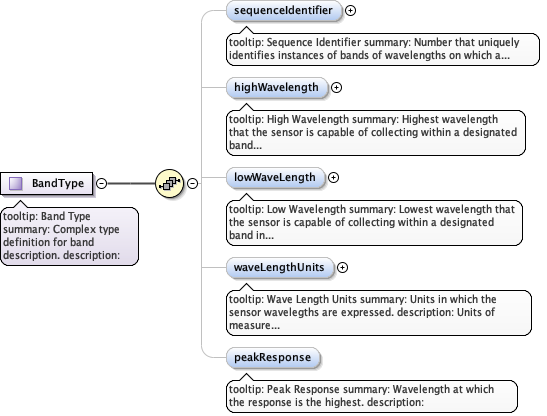 sequenceIdentifier
tooltip: Sequence Identifier summary: Number that uniquely
identifies instances of bands of wavelengths on which a...
highWavelength
tooltip: High Wavelength summary: Highest wavelength
that the sensor is capable of collecting within a designated
band...
BandType
tooltip: Band Type
summary: Complex type
definition for band
description. description:
lowWaveLength
tooltip: Low Wavelength summary: Lowest wavelength that
the sensor is capable of collecting within a designated
band in...
waveLengthUnits
tooltip: Wave Length Units summary: Units in which the
sensor wavelegths are expressed. description: Units of
measure...
peakResponse
tooltip: Peak Response summary: Wavelength at which
the response is the highest. description: